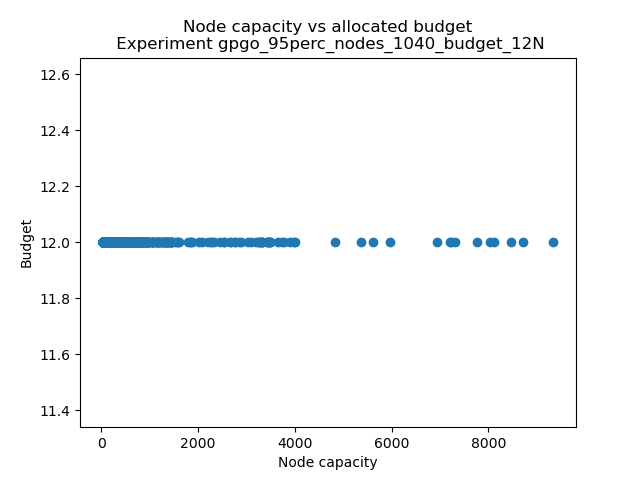 Node capacity vs allocated budget
Experiment gpgo_95perc_nodes_1040_budget_12N
12.6
12.4
12.2
12.0
11.8
11.6
11.4
Budget
0 2000 4000 6000 8000
Node capacity